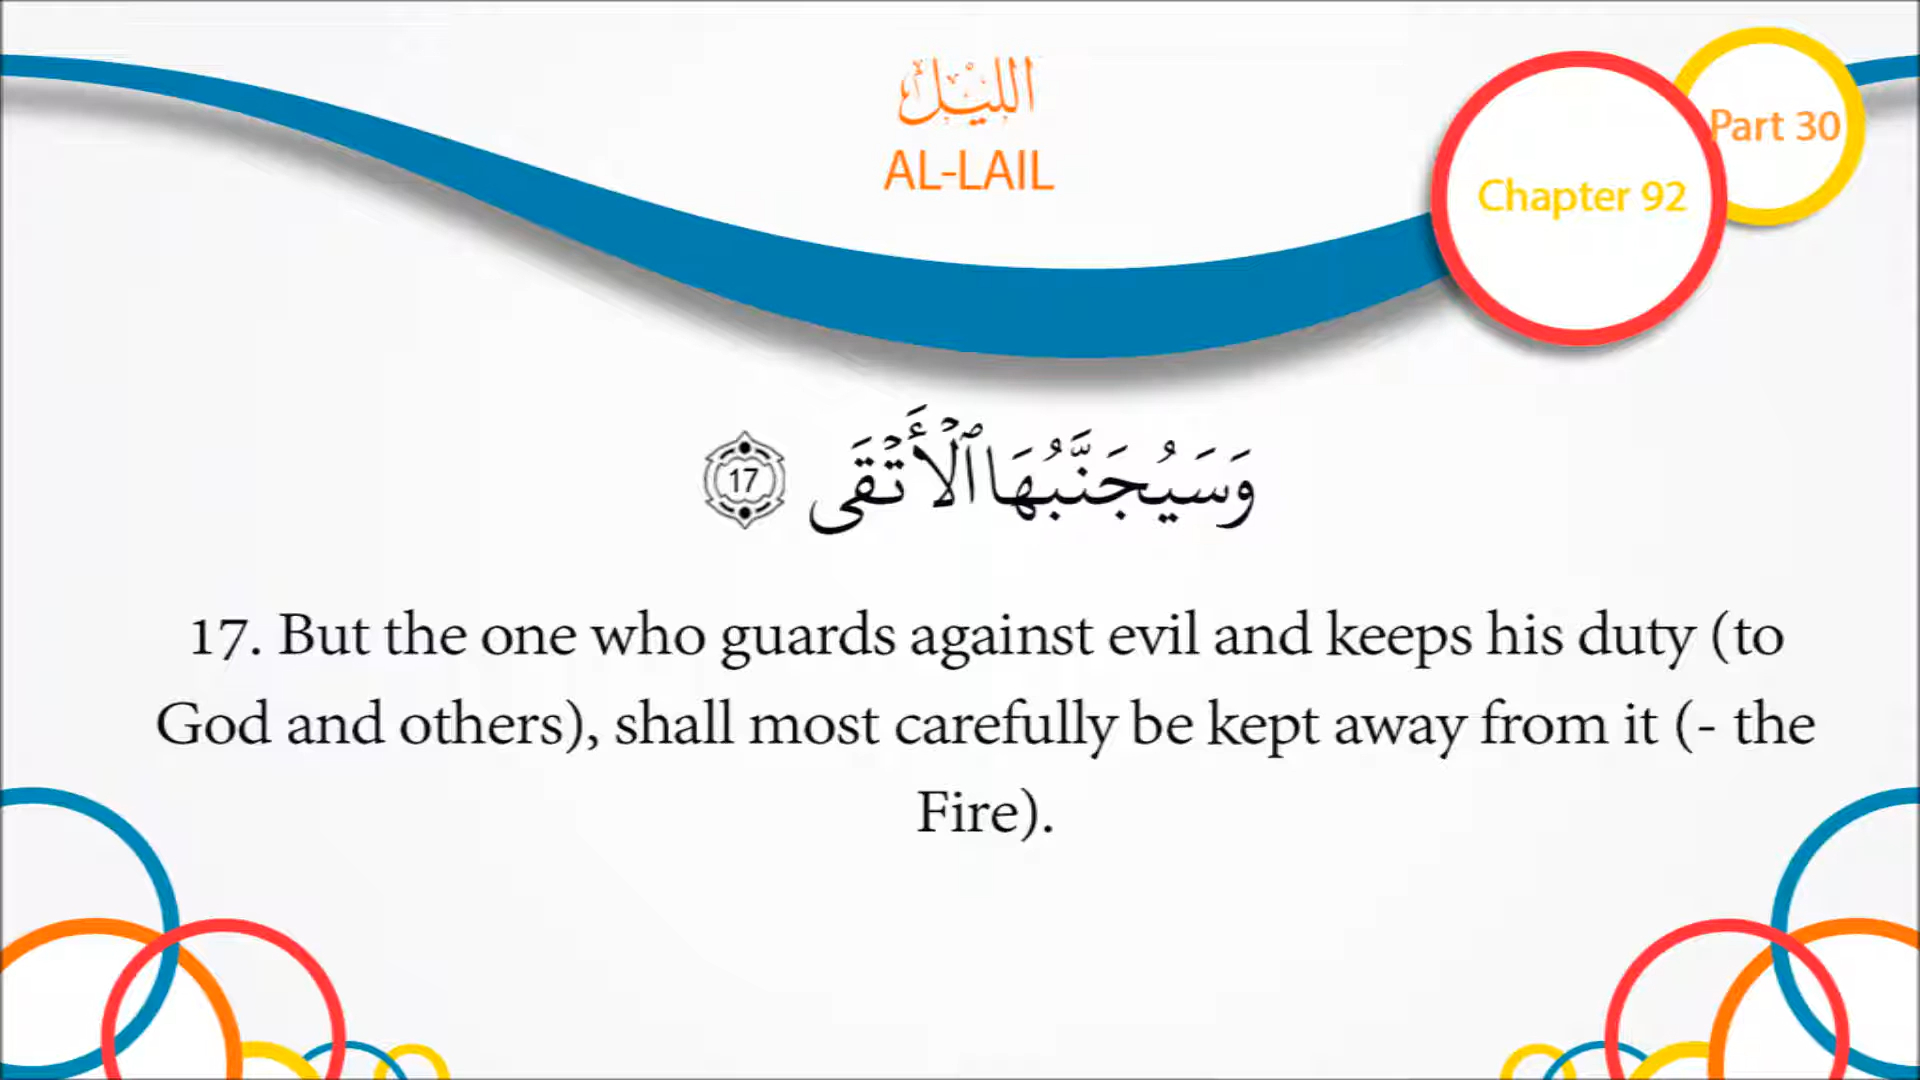 الليل
AL-LAIL
Part 30
Chapter 92
وَسَيُجَنَّبُهَا ٱلْأَتْقَى 17
17. But the one who guards against evil and keeps his duty (to
God and others), shall most carefully be kept away from it (- the
Fire).